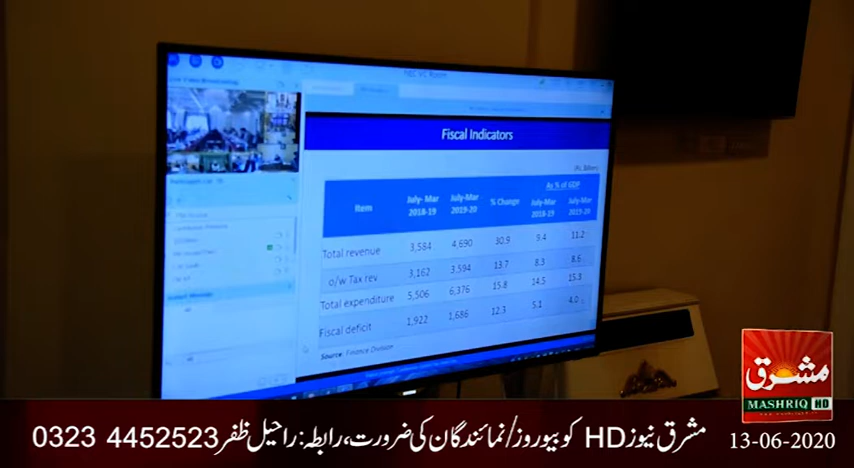 NEC VC Room
Fiscal Indicators
(Rs. Billion)
Item July- Mar 2018-19 July-Mar 2019-20 % Change As % of GDP July-Mar 2018-19 July-Mar 2019-20
Total revenue 3,584 4,690 30.9 9.4 11.2
o/w Tax rev 3,162 3,594 13.7 8.3 8.6
Total expenditure 5,506 6,376 15.8 14.5 15.3
Fiscal deficit 1,922 1,686 12.3 5.1 4.0
Source: Finance Division
مشرق
MASHRIQ HD
مشرق نیوز HD کو بیوروز/نمائندگان کی ضرورت، رابطہ: راحیل ظفر 0323 4452523
13-06-2020